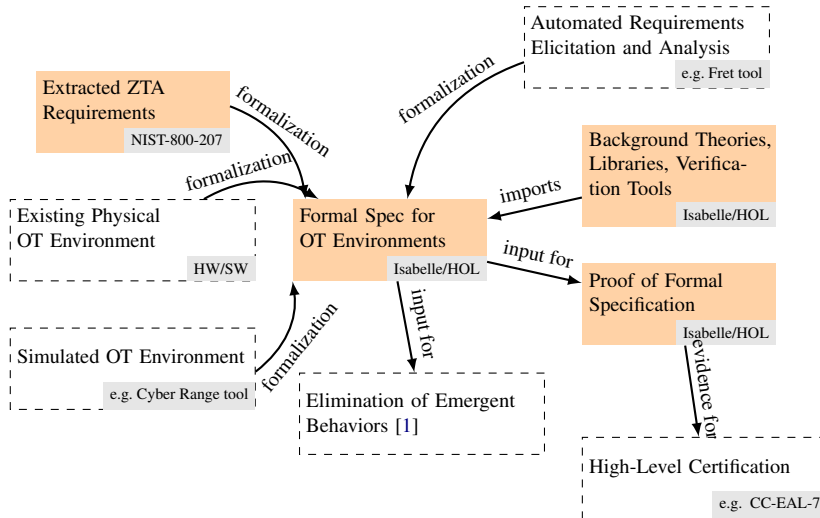 Automated Requirements
Elicitation and Analysis
e.g. Fret tool
Extracted ZTA
Requirements
NIST-800-207
formalization
formalization
formalization
Background Theories,
Libraries, Verifica-
tion Tools
Isabelle/HOL
imports
Existing Physical
OT Environment
HW/SW
Formal Spec for
OT Environments
Isabelle/HOL
input for
Proof of Formal
Specification
Isabelle/HOL
Simulated OT Environment
e.g. Cyber Range tool
formalization
input for
Elimination of Emergent
Behaviors [1]
evidence for
High-Level Certification
e.g. CC-EAL-7